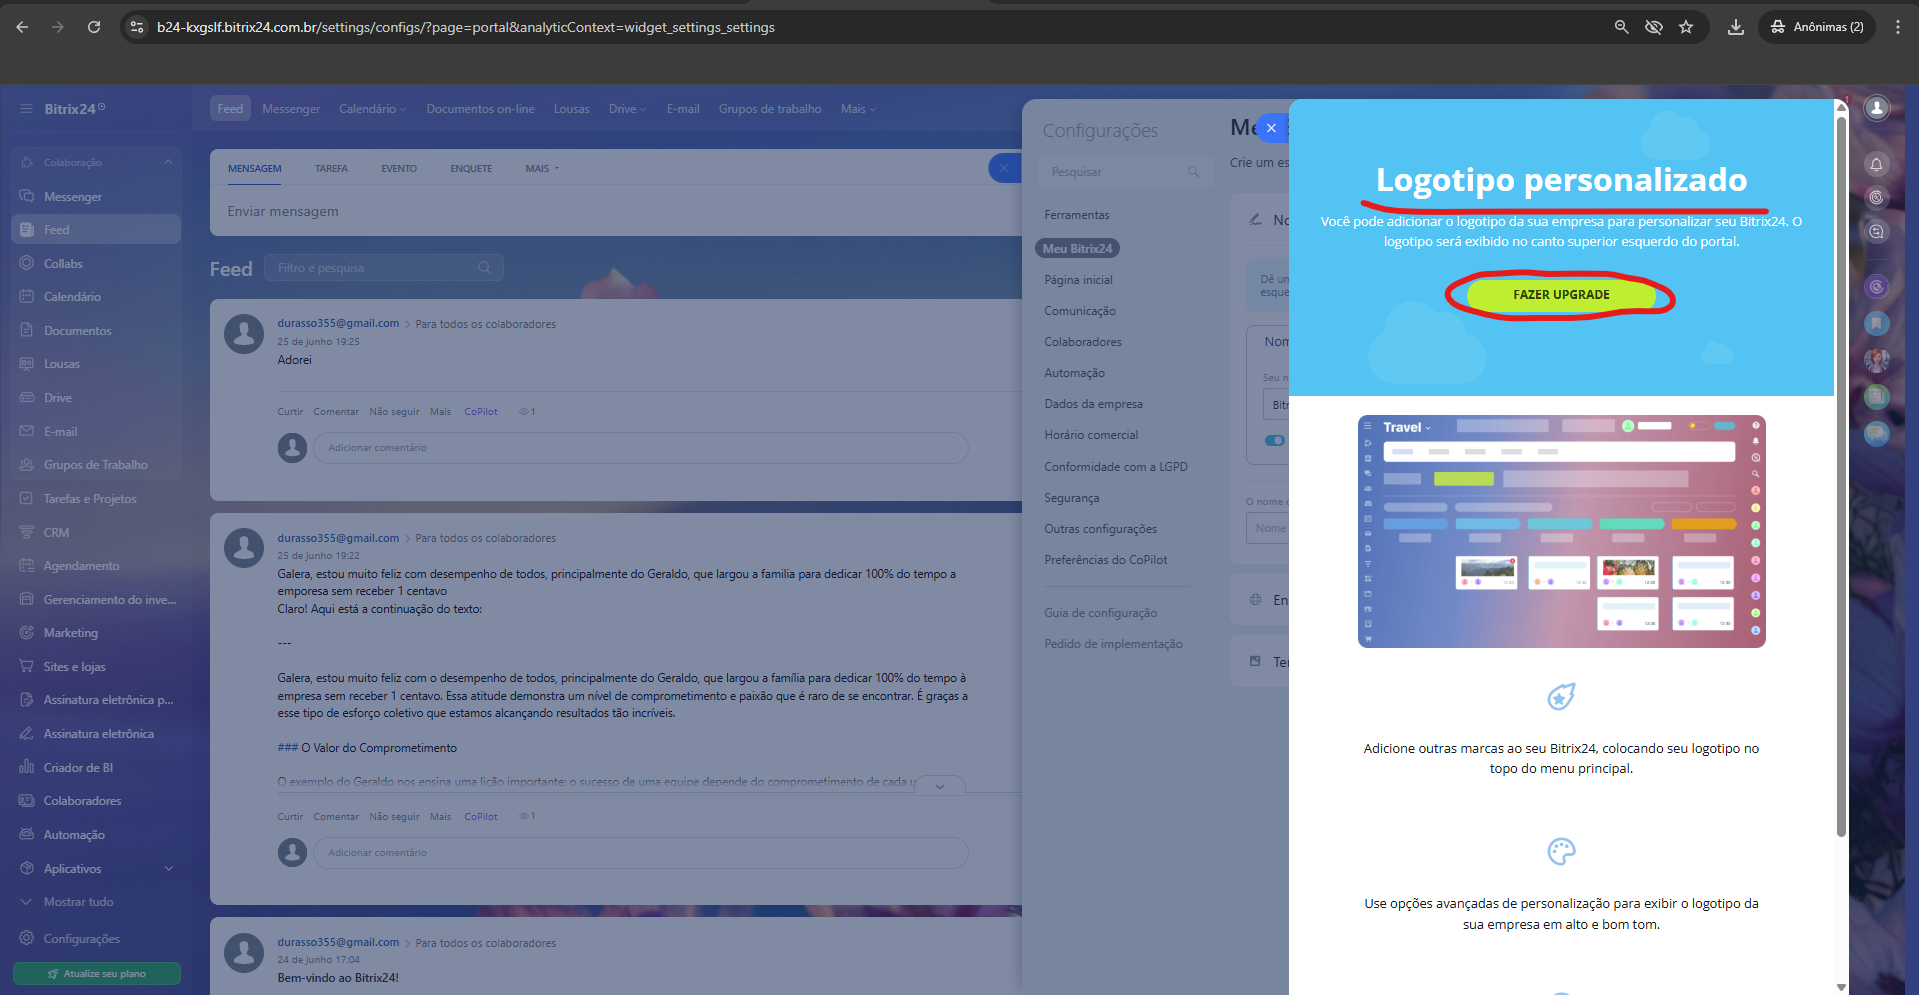 b24-kxgslf.bitrix24.com.br/settings/configs/?page=portal&analyticContext=widget_settings_settings
Anônimas (2)
Bitrix24
Colaboração
Messenger
Feed
Collabs
Calendário
Documentos
Lousas
Drive
E-mail
Grupos de Trabalho
Tarefas e Projetos
CRM
Agendamento
Gerenciamento do inve...
Marketing
Sites e lojas
Assinatura eletrônica p...
Assinatura eletrônica
Criador de BI
Colaboradores
Automação
Aplicativos
Mostrar tudo
Configurações
Atualize seu plano
Feed Messenger Calendário Documentos on-line Lousas Drive E-mail Grupos de trabalho Mais
MENSAGEM TAREFA EVENTO ENQUETE MAIS
Enviar mensagem
Feed
Filtro e pesquisa
durasso355@gmail.com > Para todos os colaboradores
25 de junho 19:25
Adorei
Curtir Comentar Não seguir Mais CoPilot 1
Adicionar comentário
durasso355@gmail.com > Para todos os colaboradores
25 de junho 19:22
Galera, estou muito feliz com desempenho de todos, principalmente do Geraldo, que largou a familia para dedicar 100% do tempo a
emporesa sem receber 1 centavo
Claro! Aqui está a continuação do texto:
---
Galera, estou muito feliz com o desempenho de todos, principalmente do Geraldo, que largou a família para dedicar 100% do tempo à
empresa sem receber 1 centavo. Essa atitude demonstra um nível de comprometimento e paixão que é raro de se encontrar. É graças a
esse tipo de esforço coletivo que estamos alcançando resultados tão incríveis.
### O Valor do Comprometimento
O exemplo do Geraldo nos ensina uma lição importante: o sucesso de uma equipe depende do comprometimento de cada u
Curtir Comentar Não seguir Mais CoPilot 1
Adicionar comentário
durasso355@gmail.com > Para todos os colaboradores
24 de junho 17:04
Bem-vindo ao Bitrix24!
Configurações
Pesquisar
Ferramentas
Meu Bitrix24
Página inicial
Comunicação
Colaboradores
Automação
Dados da empresa
Horário comercial
Conformidade com a LGPD
Segurança
Outras configurações
Preferências do CoPilot
Guia de configuração
Pedido de implementação
Me
Crie um es
No
Dê un
esque
Nom
Seu n
Bitr
O nome
Nome
En
Te
Logotipo personalizado
Você pode adicionar o logotipo da sua empresa para personalizar seu Bitrix24. O
logotipo será exibido no canto superior esquerdo do portal.
FAZER UPGRADE
Travel
Adicione outras marcas ao seu Bitrix24, colocando seu logotipo no
topo do menu principal.
Use opções avançadas de personalização para exibir o logotipo da
sua empresa em alto e bom tom.